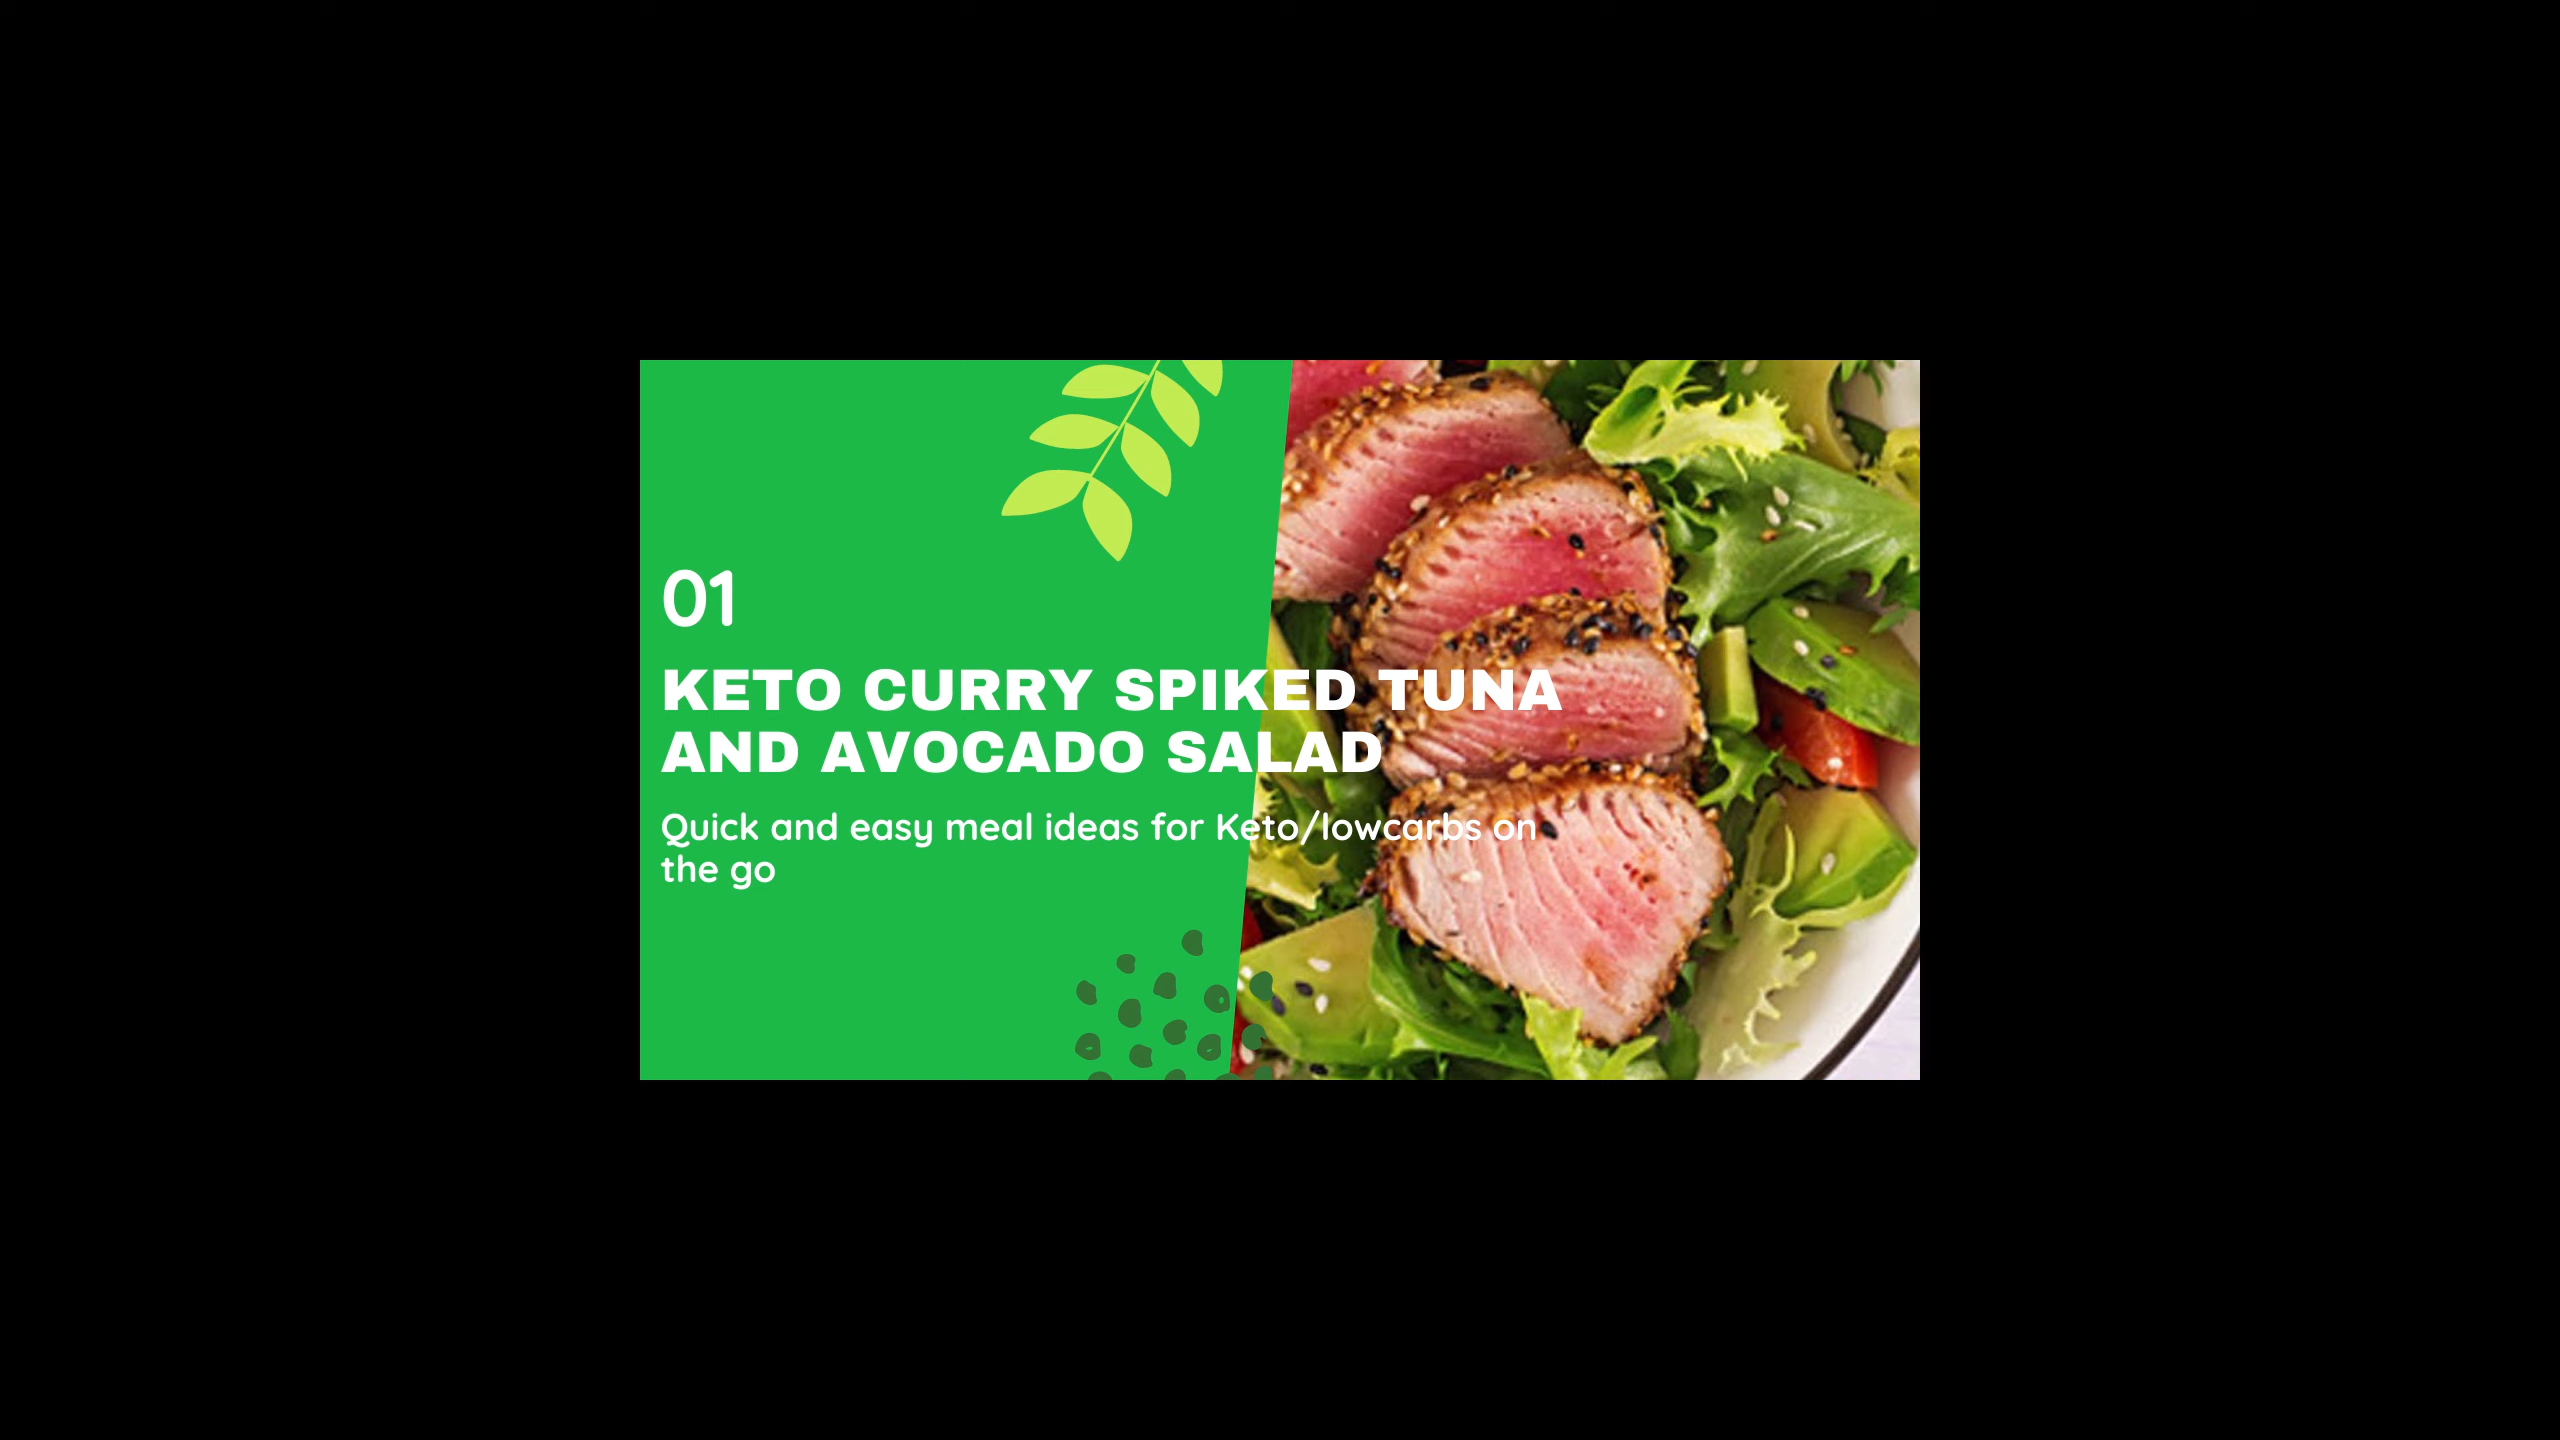 01
KETO CURRY SPIKED TUNA
AND AVOCADO SALAD
Quick and easy meal ideas for Keto/lowcarbs on
the go